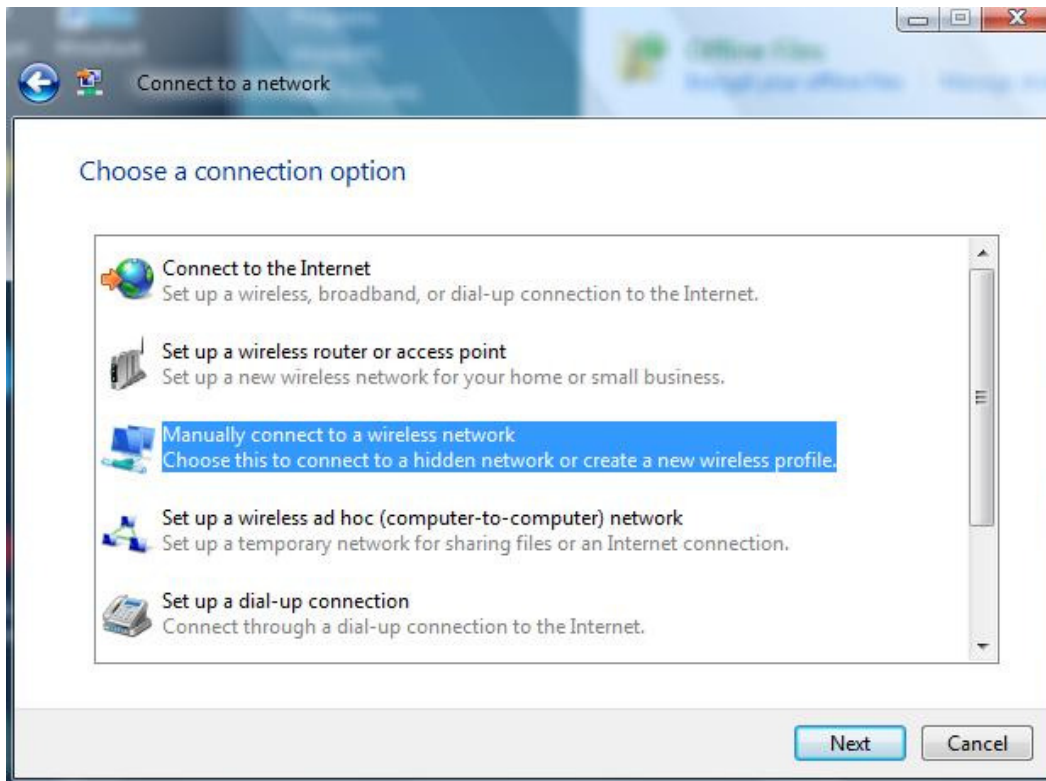 Offline Files
Connect to a network
Choose a connection option
Connect to the Internet
Set up a wireless, broadband, or dial-up connection to the Internet.
Set up a wireless router or access point
Set up a new wireless network for your home or small business.
Manually connect to a wireless network
Choose this to connect to a hidden network or create a new wireless profile.
Set up a wireless ad hoc (computer-to-computer) network
Set up a temporary network for sharing files or an Internet connection.
Set up a dial-up connection
Connect through a dial-up connection to the Internet.
Next
Cancel